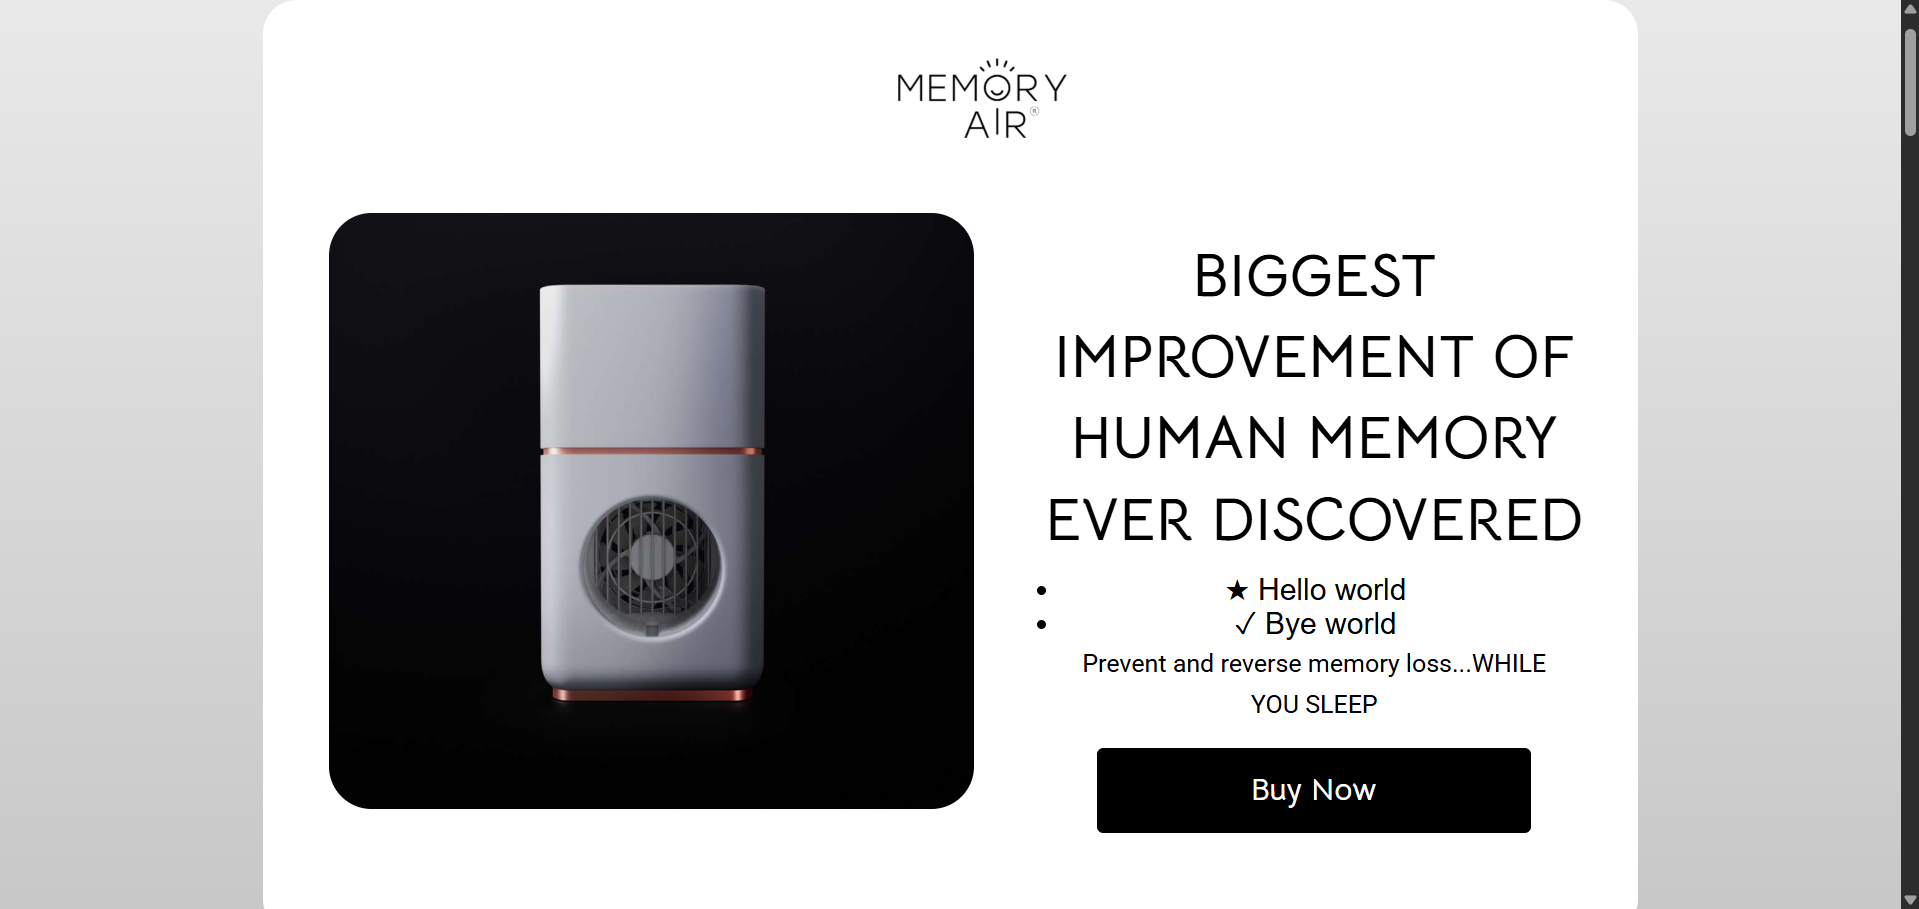 MEMORY
AIR®
BIGGEST
IMPROVEMENT OF
HUMAN MEMORY
EVER DISCOVERED
• ★ Hello world
• ✓ Bye world
Prevent and reverse memory loss...WHILE
YOU SLEEP
Buy Now